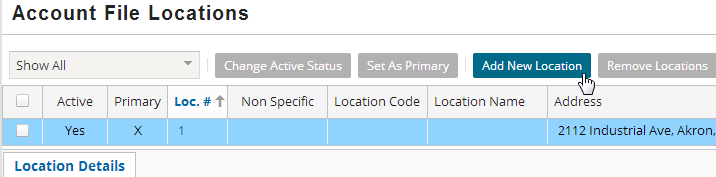 Account File Locations
Show All Change Active Status Set As Primary Add New Location Remove Locations
Active Primary Loc. # Non Specific Location Code Location Name Address
Yes X 1 2112 Industrial Ave, Akron,
Location Details